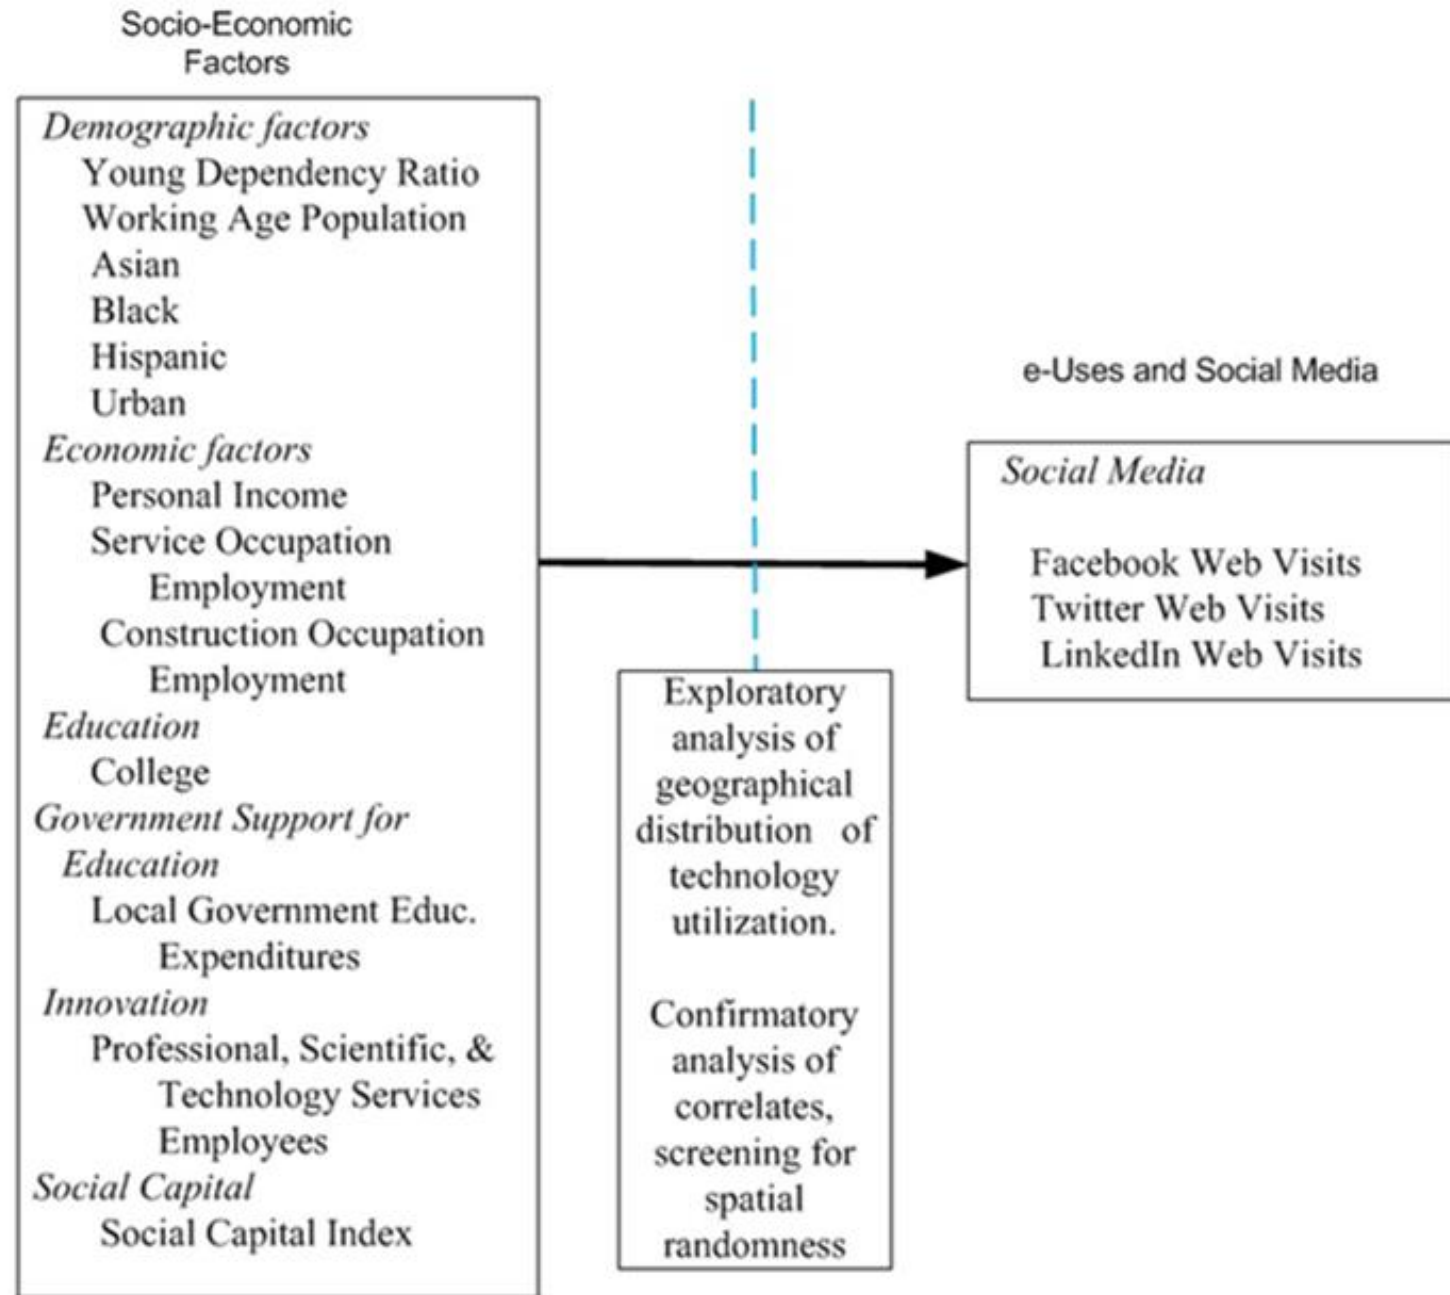 Socio-Economic
Factors
Demographic factors
Young Dependency Ratio
Working Age Population
Asian
Black
Hispanic
Urban
Economic factors
Personal Income
Service Occupation
Employment
Construction Occupation
Employment
Education
College
Government Support for
Education
Local Government Educ.
Expenditures
Innovation
Professional, Scientific, &
Technology Services
Employees
Social Capital
Social Capital Index
Exploratory
analysis of
geographical
distribution of
technology
utilization.
Confirmatory
analysis of
correlates,
screening for
spatial
randomness
e-Uses and Social Media
Social Media
Facebook Web Visits
Twitter Web Visits
LinkedIn Web Visits